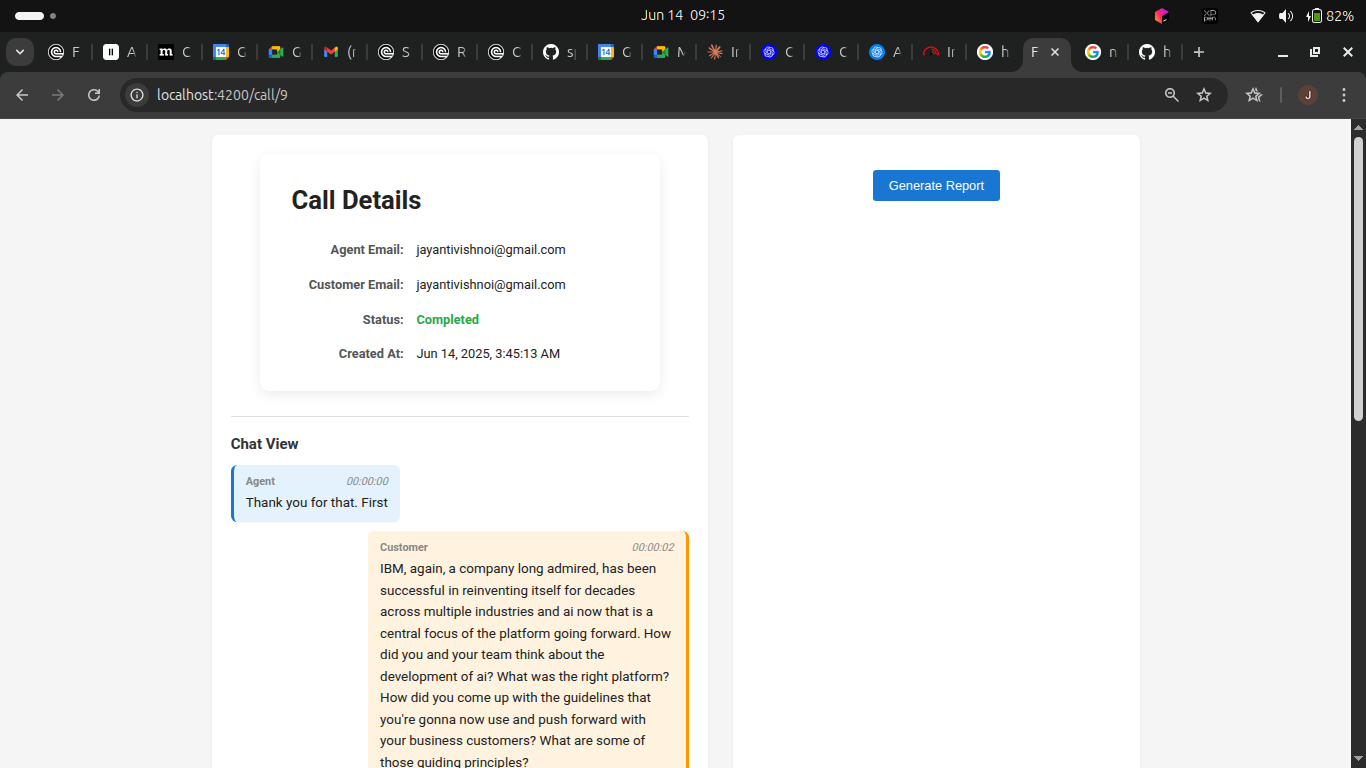 Jun 14 09:15
82%
F
A
C
C
C
(r
S
R
C
s
C
N
Ir
C
C
A
Ir
h
F
n
h
localhost:4200/call/9
J
Call Details
Agent Email: jayantivishnoi@gmail.com
Customer Email: jayantivishnoi@gmail.com
Status: Completed
Created At: Jun 14, 2025, 3:45:13 AM
Generate Report
Chat View
Agent 00:00:00
Thank you for that. First
Customer 00:00:02
IBM, again, a company long admired, has been
successful in reinventing itself for decades
across multiple industries and ai now that is a
central focus of the platform going forward. How
did you and your team think about the
development of ai? What was the right platform?
How did you come up with the guidelines that
you're gonna now use and push forward with
your business customers? What are some of
those guiding principles?